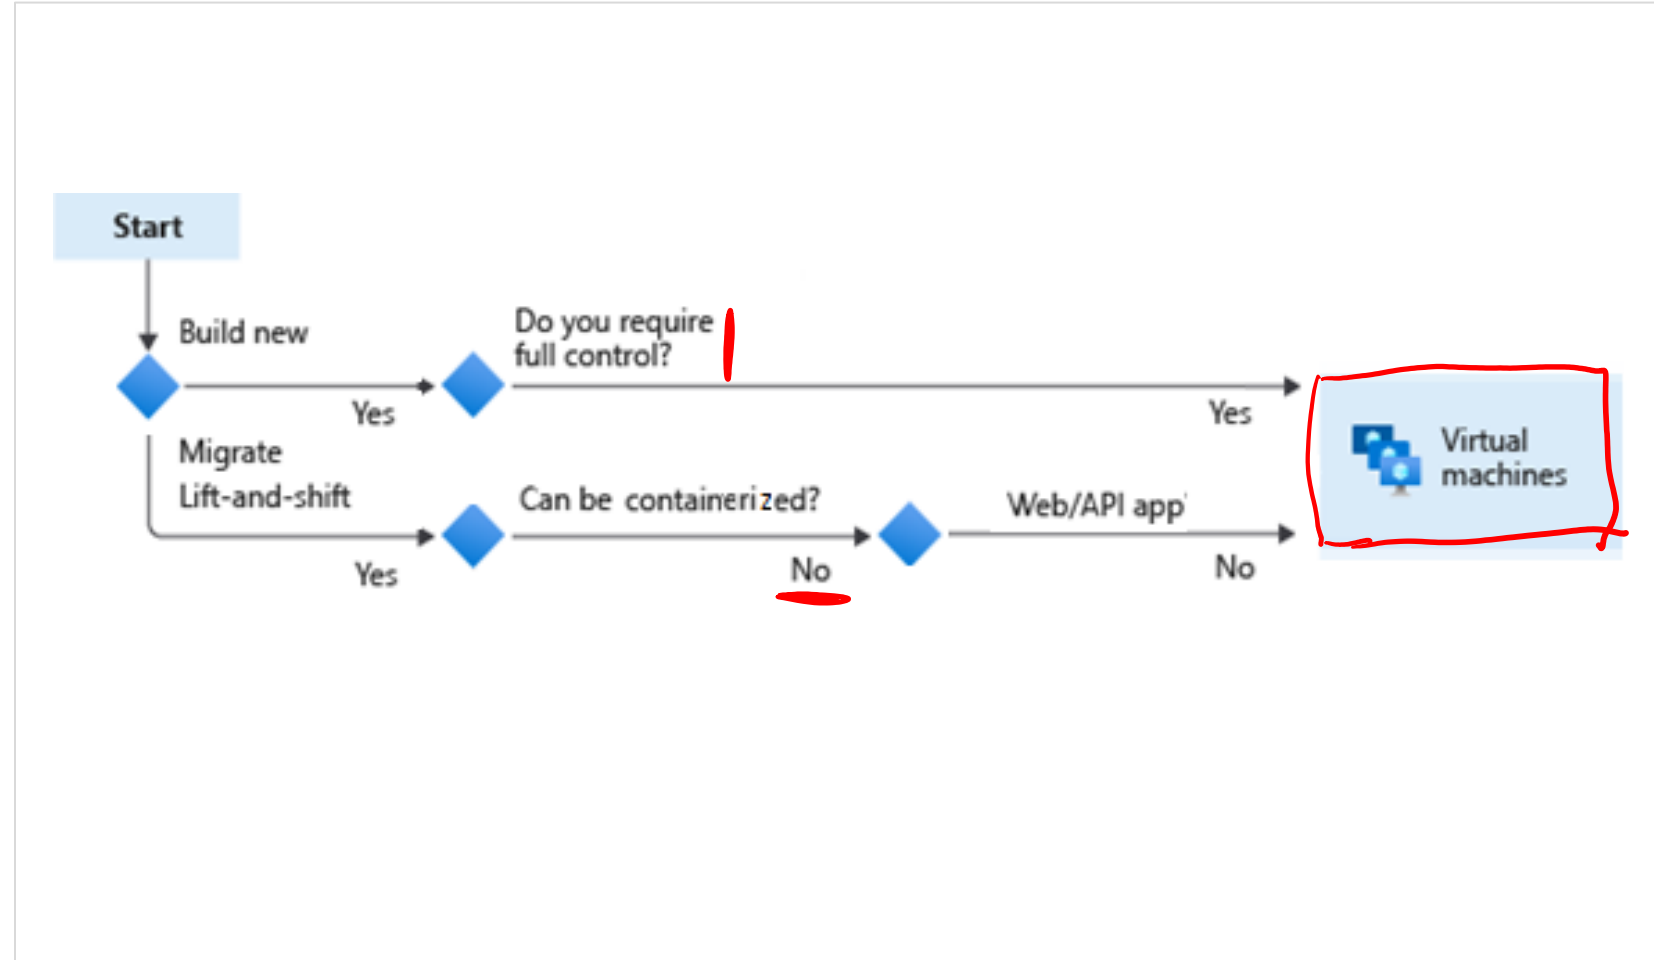 Start
Build new
Do you require
full control?
Yes
Yes
Migrate
Lift-and-shift
Can be containerized?
Web/API app
Yes
No
No
Virtual
machines